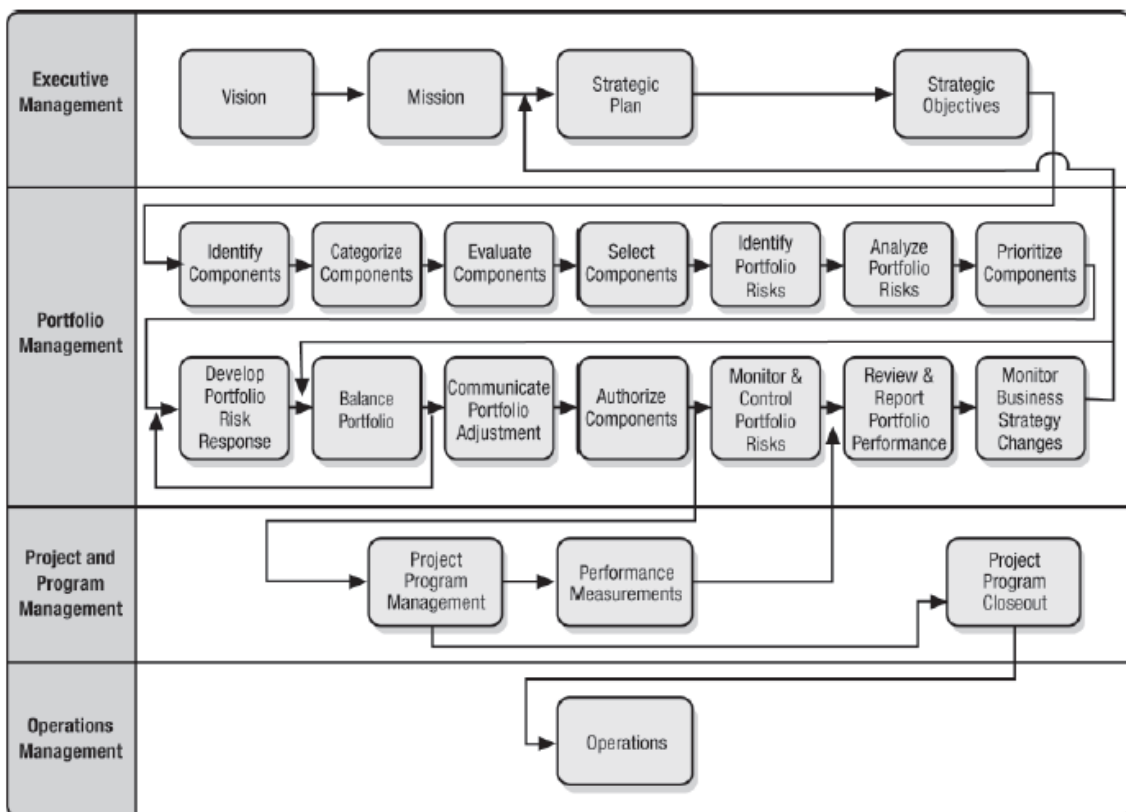 Executive
Management
Vision
Mission
Strategic
Plan
Strategic
Objectives
Portfolio
Management
Identify
Components
Categorize
Components
Evaluate
Components
Select
Components
Identify
Portfolio
Risks
Analyze
Portfolio
Risks
Prioritize
Components
Develop
Portfolio
Risk
Response
Balance
Portfolio
Communicate
Portfolio
Adjustment
Authorize
Components
Monitor &
Control
Portfolio
Risks
Review &
Report
Portfolio
Performance
Monitor
Business
Strategy
Changes
Project and
Program
Management
Project
Program
Management
Performance
Measurements
Project
Program
Closeout
Operations
Management
Operations